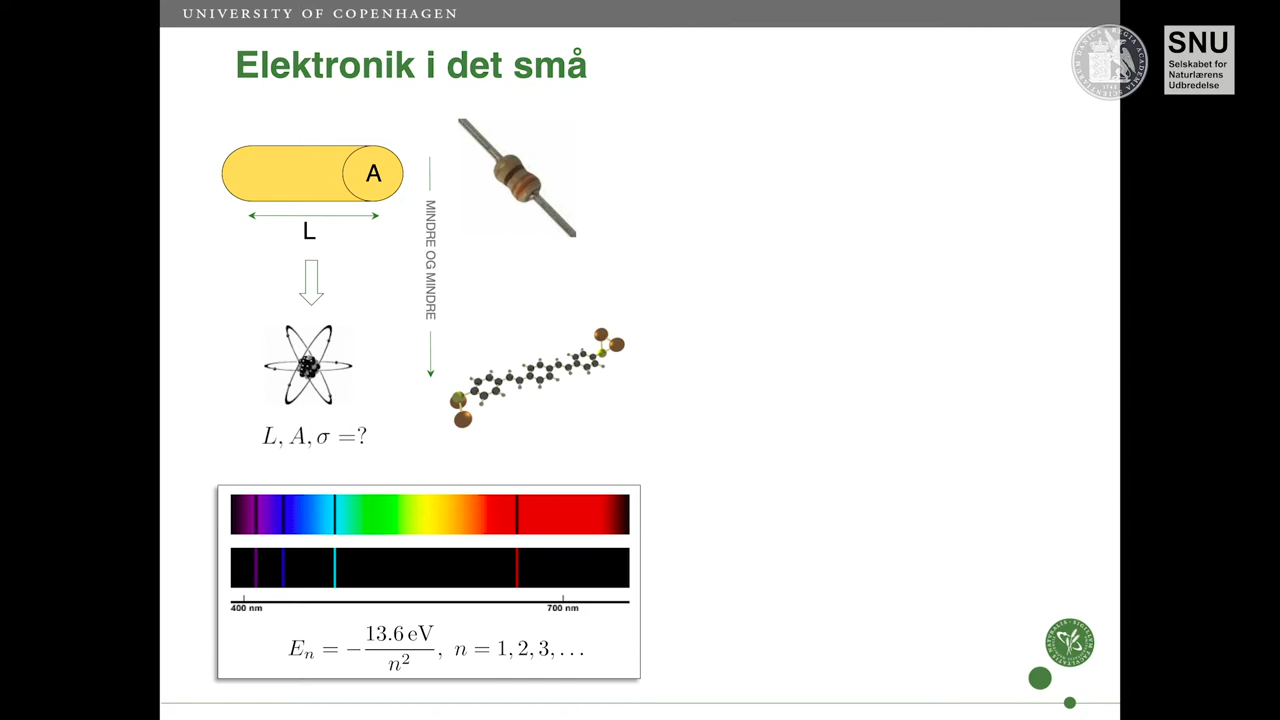 UNIVERSITY OF COPENHAGEN
Elektronik i det små
SNU
Selskabet for
Naturlærens
Udbredelse
A
L
MINDRE OG MINDRE
L, A, σ =?
400 nm
700 nm
E_n = −13.6 eV/n², n = 1, 2, 3, . . .